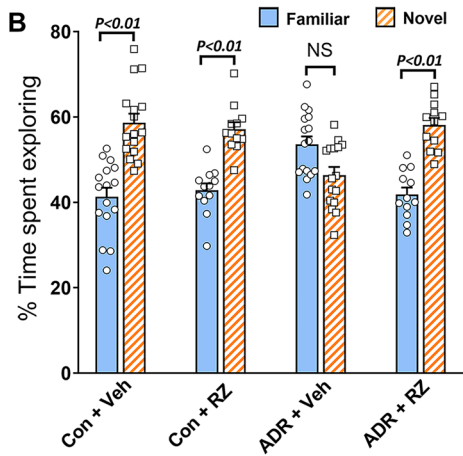 B
Familiar Novel
% Time spent exploring
80
60
40
20
0
P<0.01
P<0.01
NS
P<0.01
Con + Veh
Con + RZ
ADR + Veh
ADR + RZ